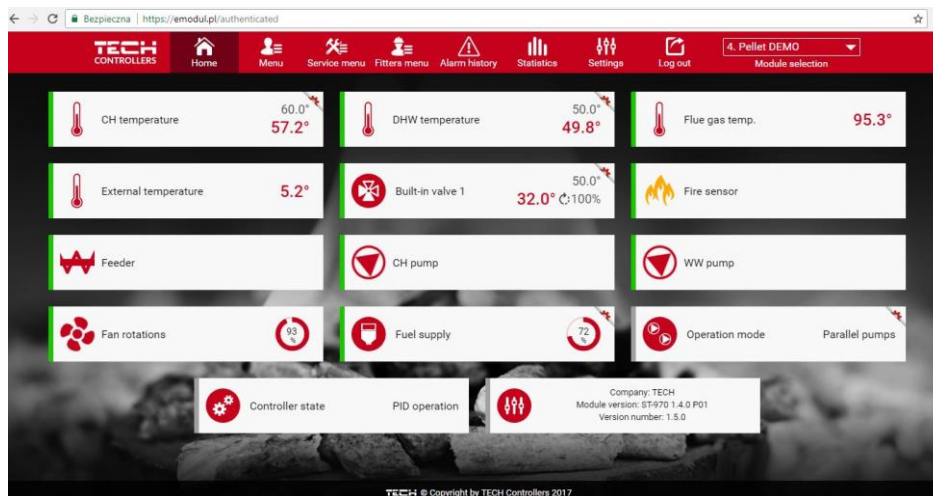 Bezpieczna | https://emodul.pl/authenticated
TECH
CONTROLLERS
Home
Menu
Service menu
Fitters menu
Alarm history
Statistics
Settings
Log out
4. Pellet DEMO
Module selection
CH temperature
60.0°
57.2°
DHW temperature
50.0°
49.8°
Flue gas temp.
95.3°
External temperature
5.2°
Built-in valve 1
50.0°
32.0° 100%
Fire sensor
Feeder
CH pump
WW pump
Fan rotations
93
%
Fuel supply
72
%
Operation mode
Parallel pumps
Controller state
PID operation
Company: TECH
Module version: ST-970 1.4.0 P01
Version number: 1.5.0
TECH © Copyright by TECH Controllers 2017